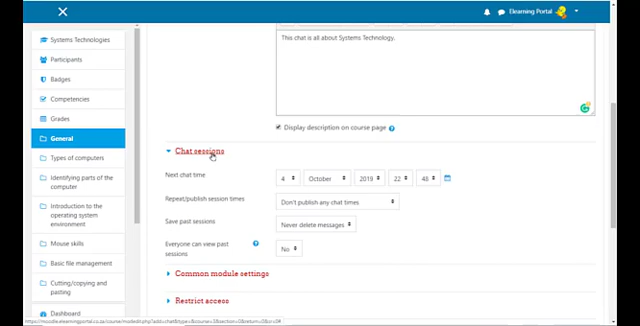 Elearning Portal
Systems Technologies
Participants
Badges
Competencies
Grades
General
Types of computers
Identifying parts of the
computer
Introduction to the
operating system
environment
Mouse skills
Basic file management
Cutting/copying and
pasting
Dashboard
This chat is all about Systems Technology.
Display description on course page
Chat sessions
Next chat time
4 October 2019 22 48
Repeat/publish session times
Don't publish any chat times
Save past sessions
Never delete messages
Everyone can view past
sessions
No
Common module settings
Restrict access